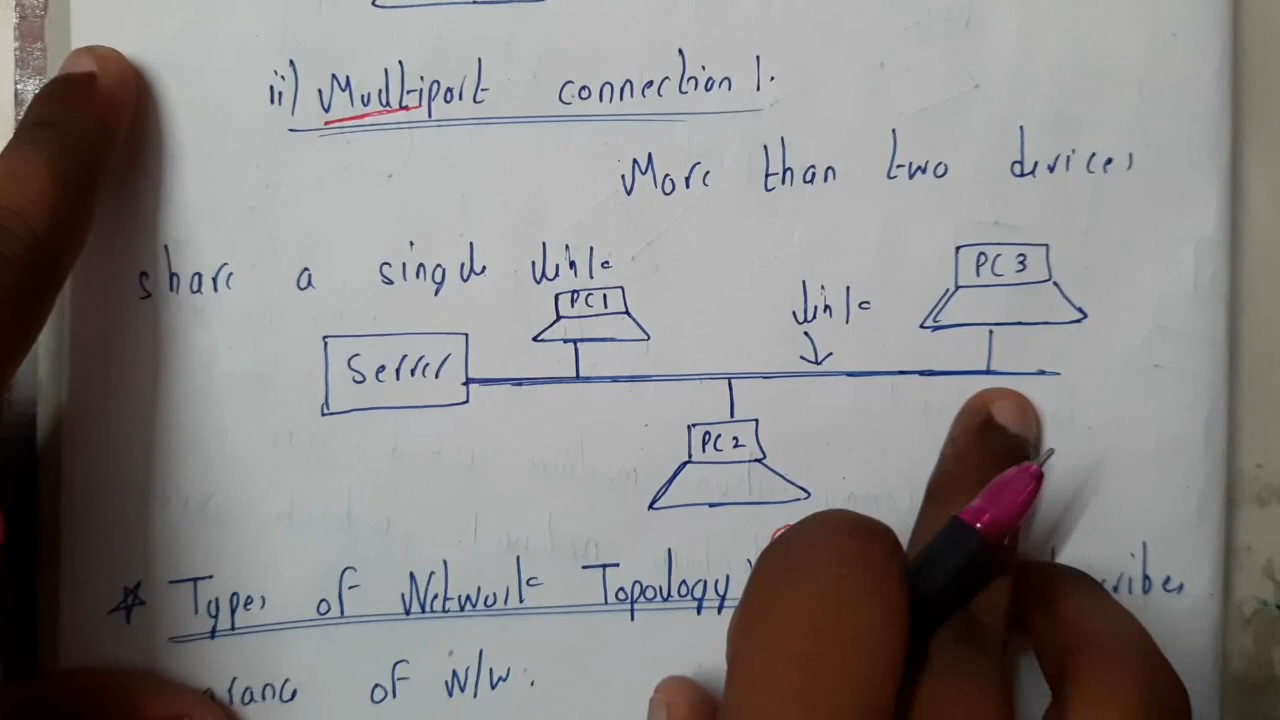 ii) Multiport connection :
More than two devices
share a single link
PC1
link
PC3
Server
PC2
* Types of Network Topology
of N/W.